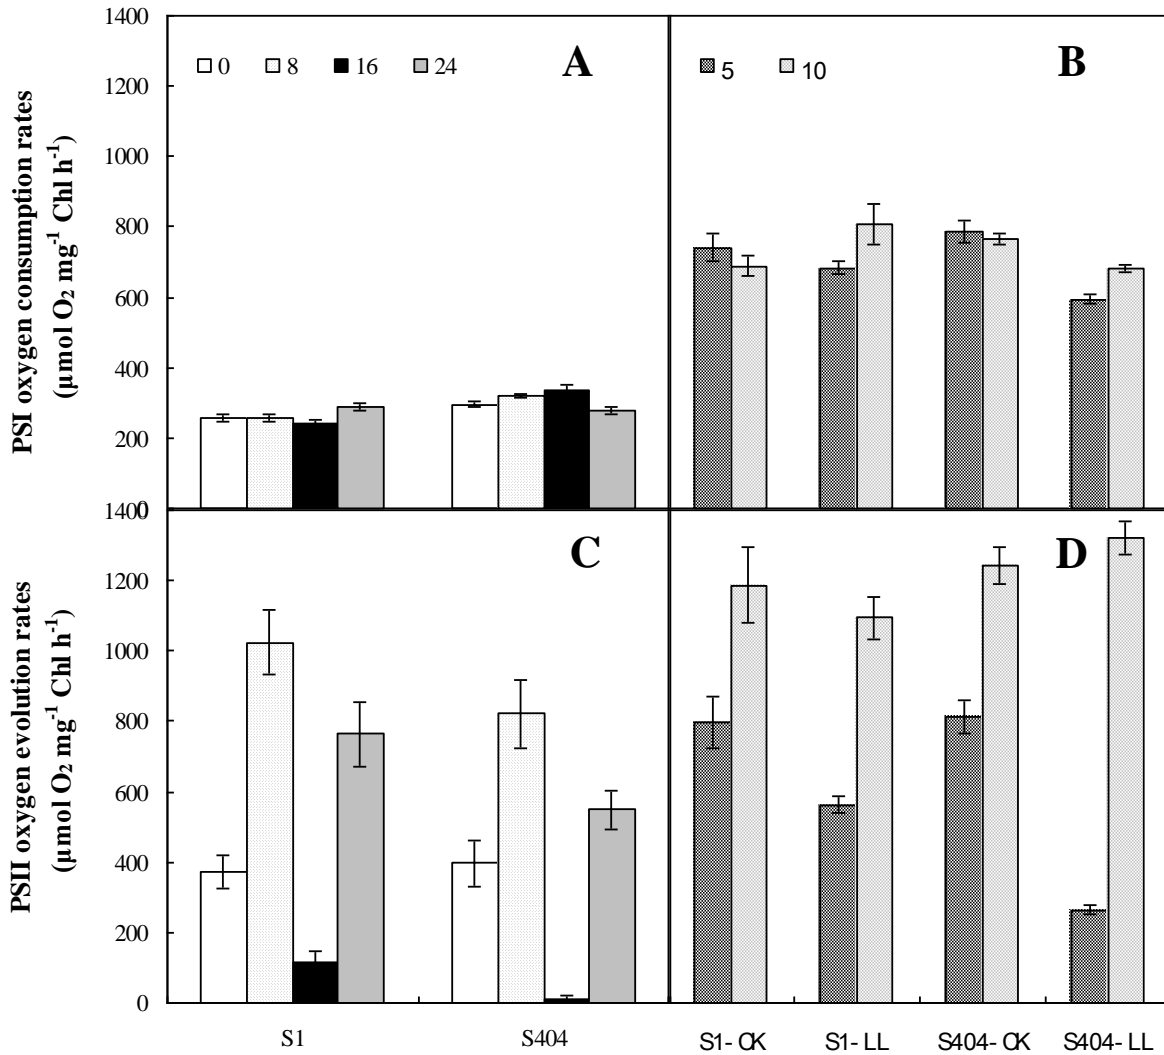 1400
1200
1000
800
600
400
200
0
PSI oxygen consumption rates
(µmol O₂ mg⁻¹ Chl h⁻¹)
0 8 16 24
A
5 10
B
1400
1200
1000
800
600
400
200
0
PSII oxygen evolution rates
(µmol O₂ mg⁻¹ Chl h⁻¹)
C
D
S1 S404
S1-CK S1-LL S404-CK S404-LL